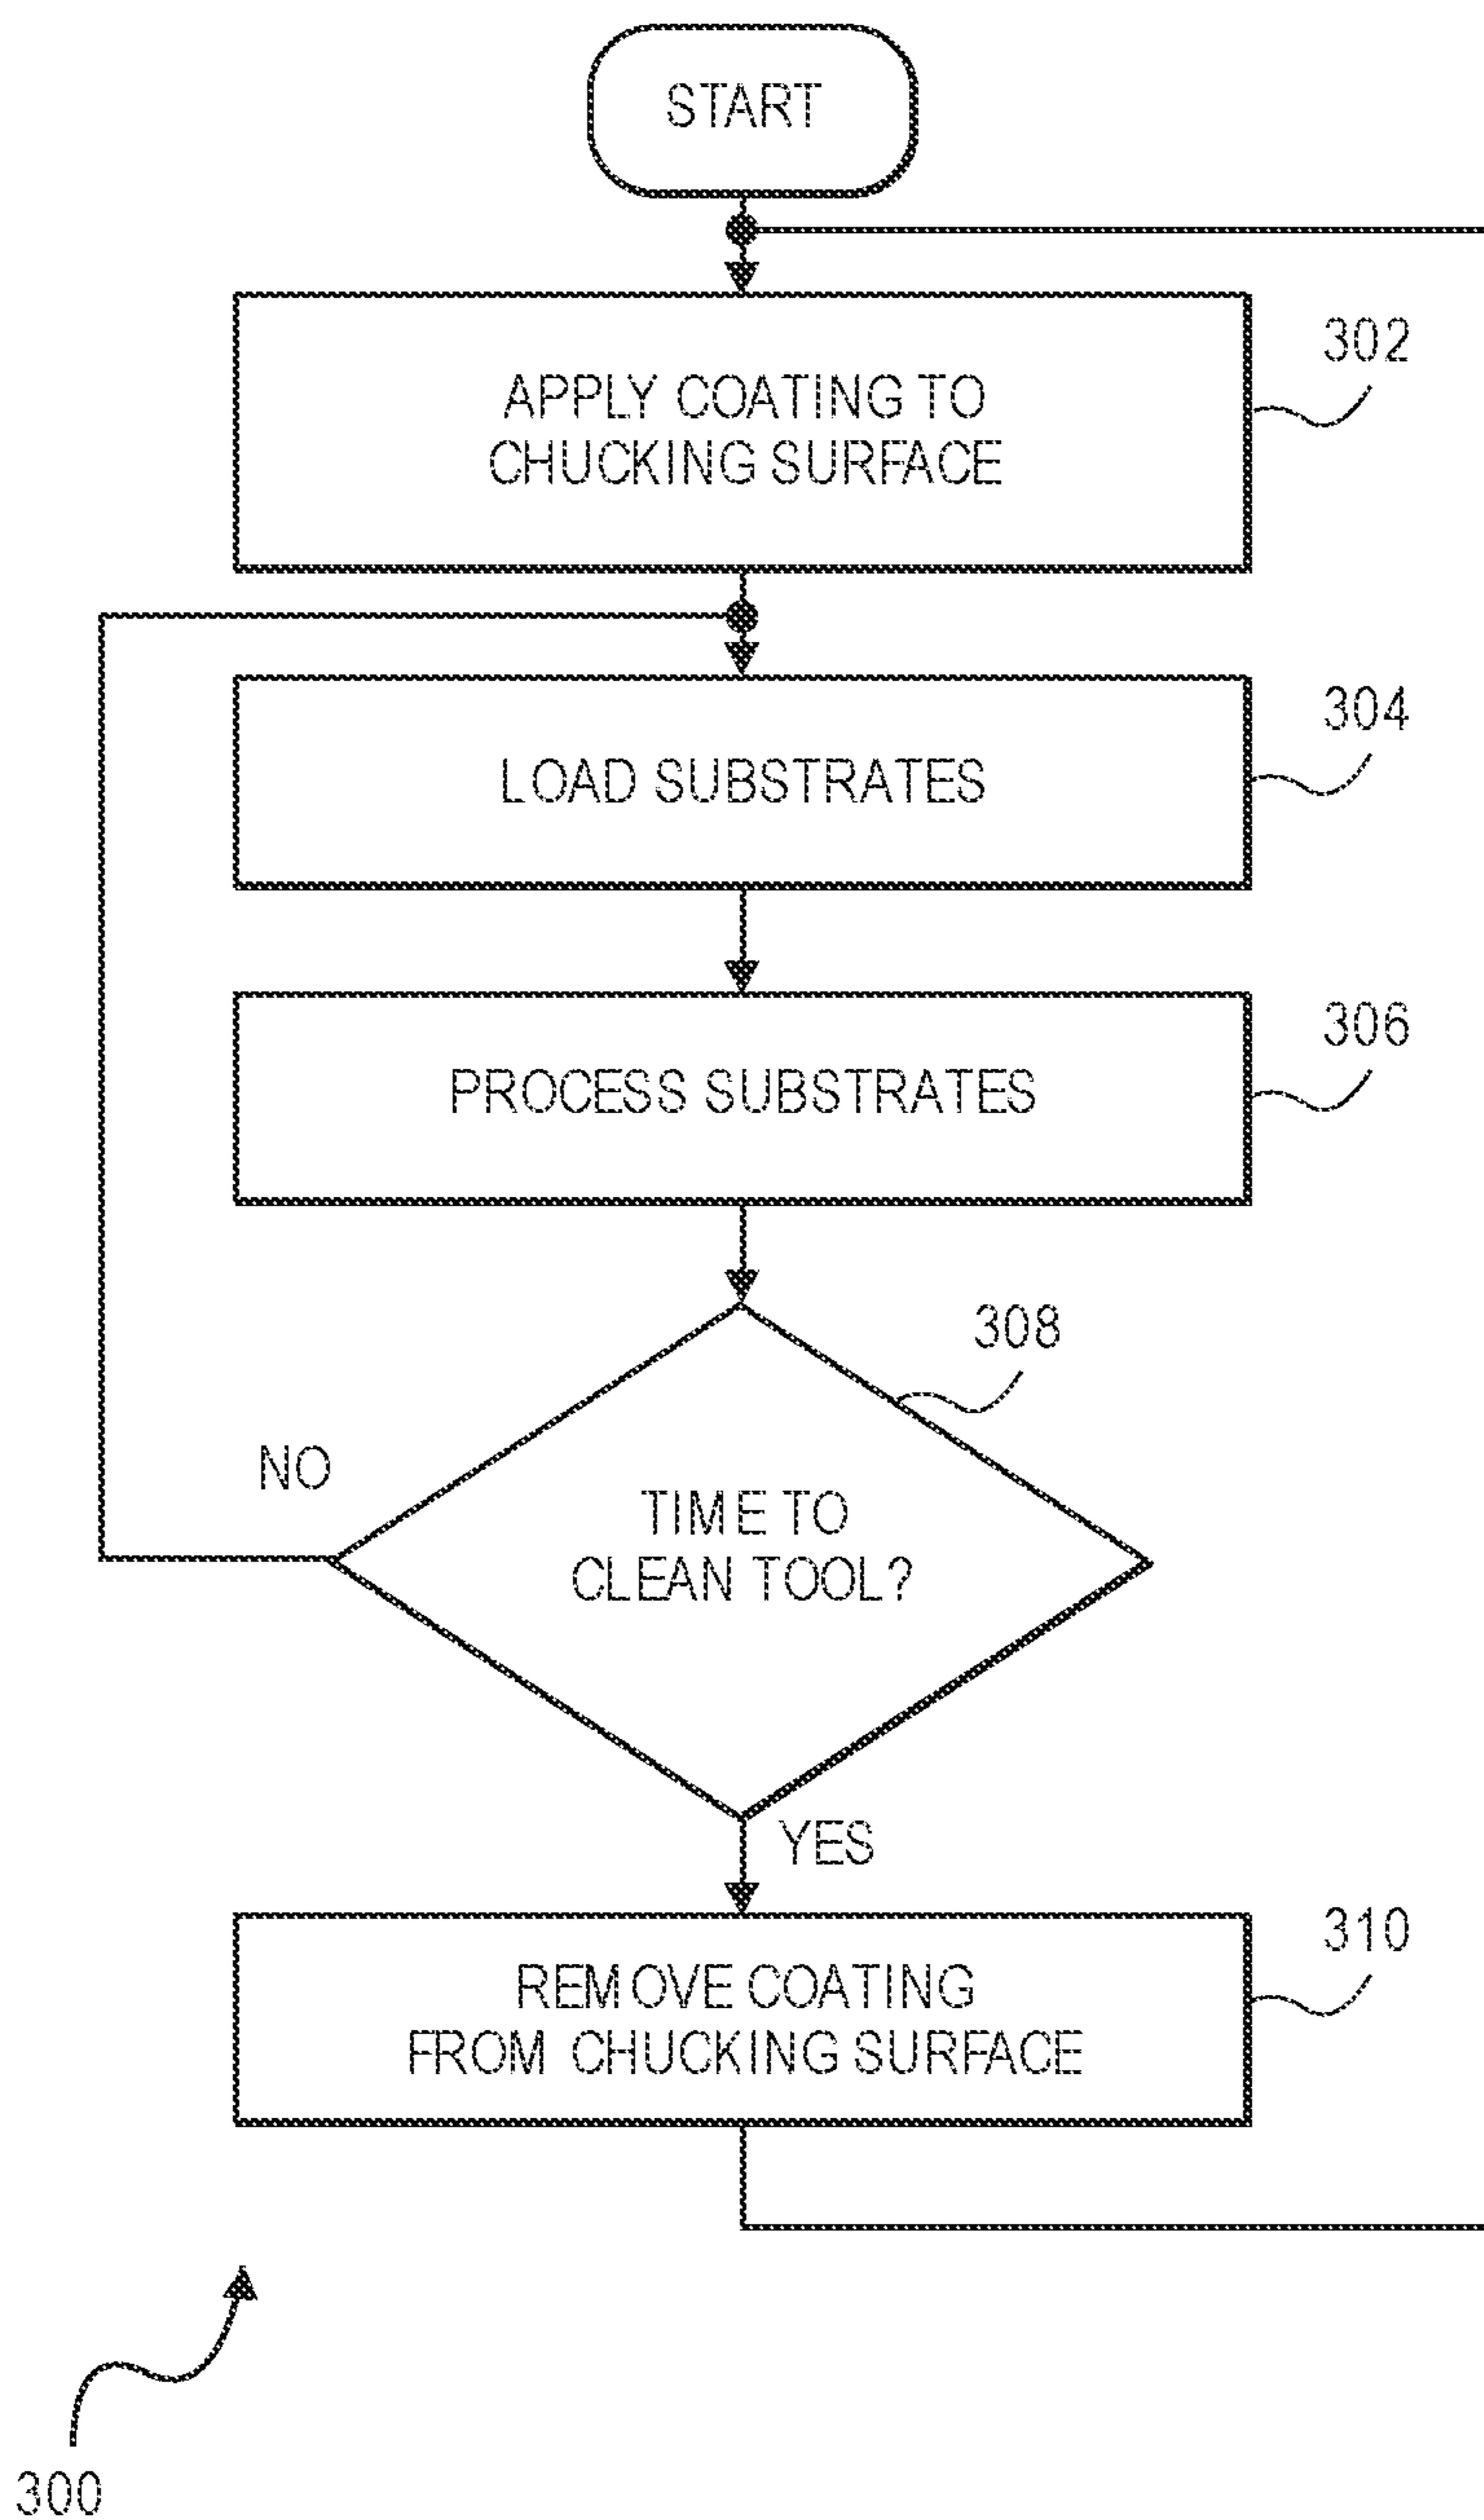 START
302
APPLY COATING TO
CHUCKING SURFACE
304
LOAD SUBSTRATES
306
PROCESS SUBSTRATES
308
NO
TIME TO
CLEAN TOOL?
YES
310
REMOVE COATING
FROM CHUCKING SURFACE
300